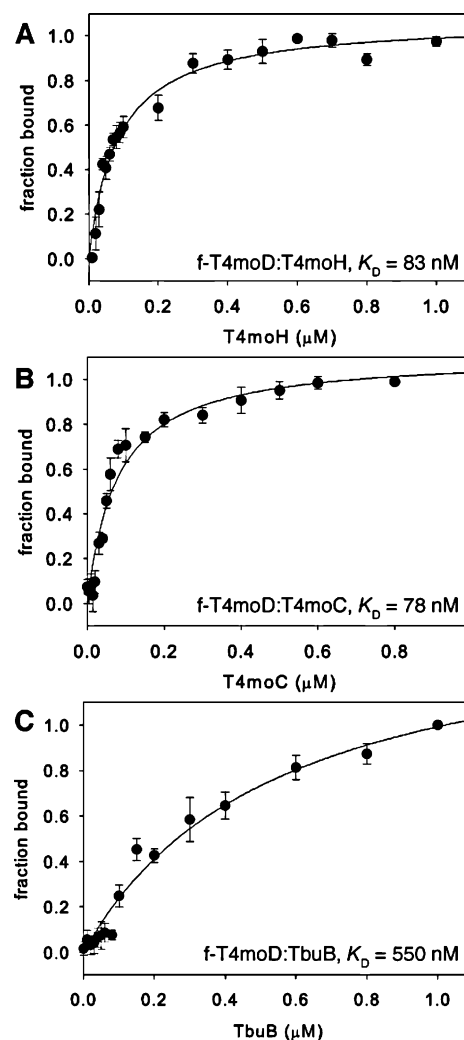 A
1.0
0.8
0.6
0.4
0.2
0.0
fraction bound
f-T4moD:T4moH, KD = 83 nM
0.0 0.2 0.4 0.6 0.8 1.0
T4moH (μM)
B
1.0
0.8
0.6
0.4
0.2
0.0
fraction bound
f-T4moD:T4moC, KD = 78 nM
0.0 0.2 0.4 0.6 0.8
T4moC (μM)
C
1.0
0.8
0.6
0.4
0.2
0.0
fraction bound
f-T4moD:TbuB, KD = 550 nM
0.0 0.2 0.4 0.6 0.8 1.0
TbuB (μM)